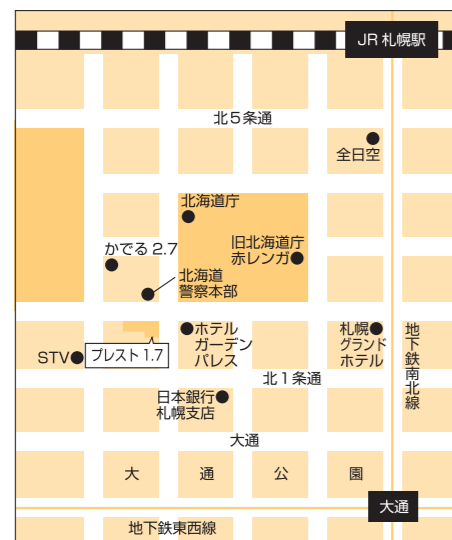 JR 札幌駅
北5条通
全日空
北海道庁
かでる 2.7
旧北海道庁
赤レンガ
北海道
警察本部
ホテル
ガーデン
パレス
札幌
グランド
ホテル
地下鉄南北線
STV
プレスト 1.7
北1条通
日本銀行
札幌支店
大通
大通公園
大通
地下鉄東西線